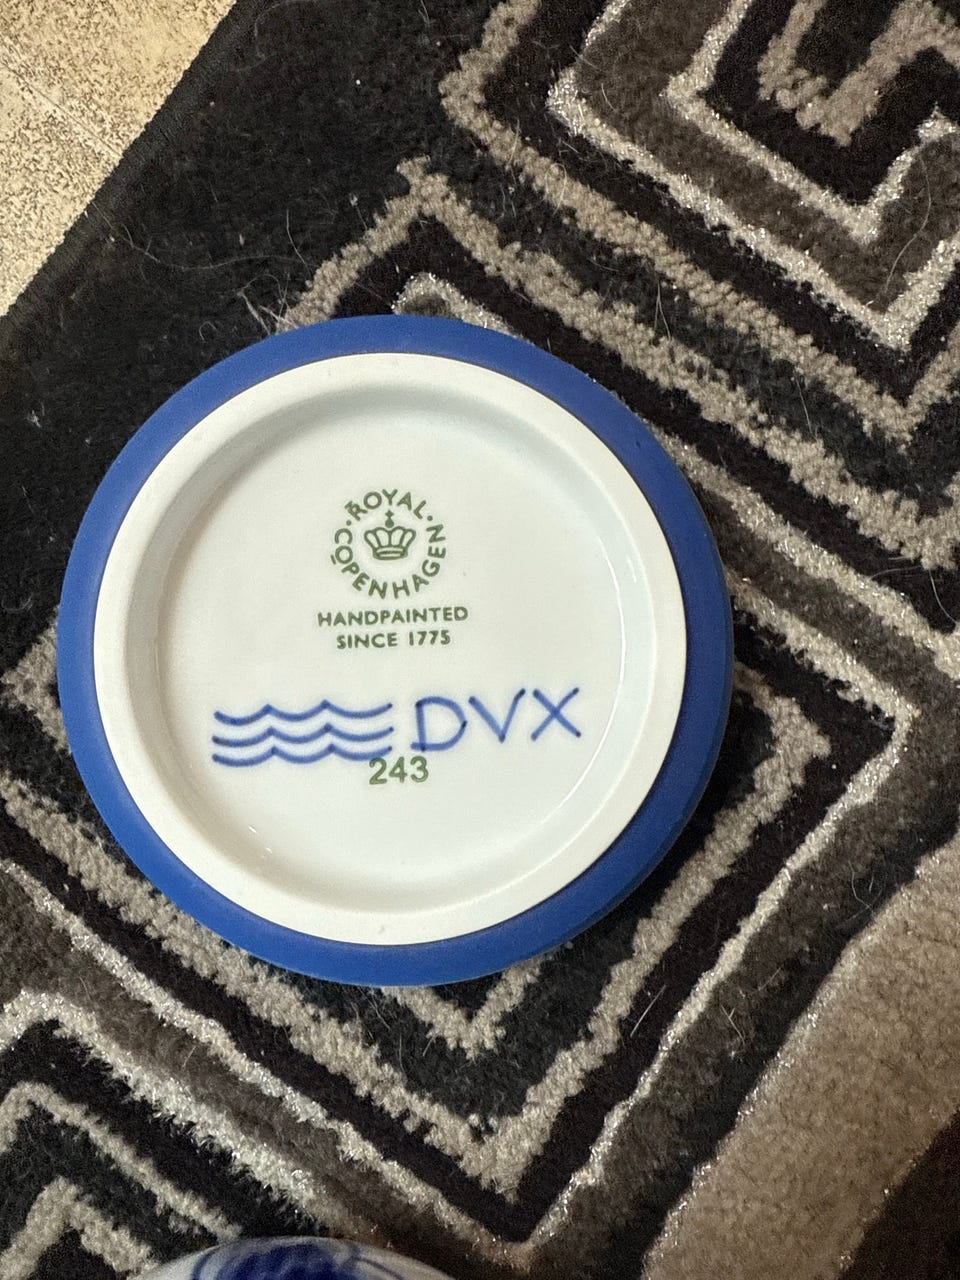 ROYAL · COPENHAGEN ·
HANDPAINTED
SINCE 1775
DVX
243